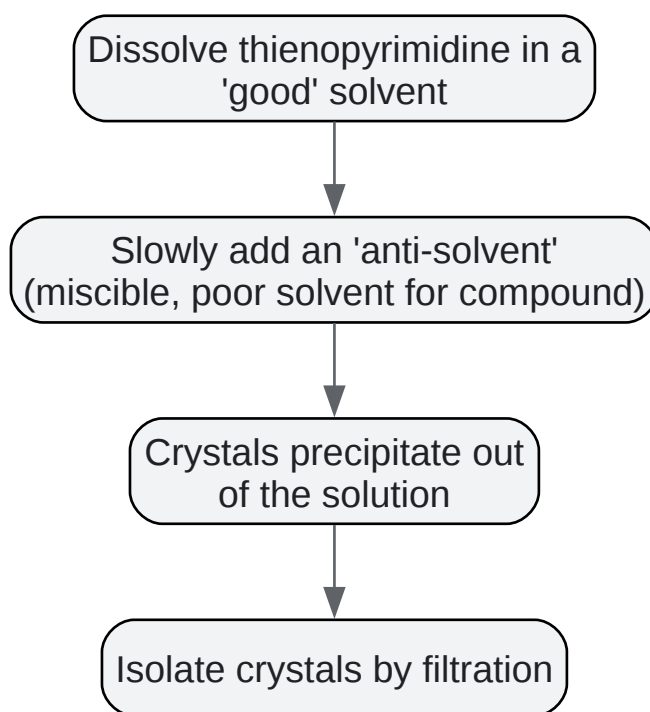 Dissolve thienopyrimidine in a
'good' solvent
Slowly add an 'anti-solvent'
(miscible, poor solvent for compound)
Crystals precipitate out
of the solution
Isolate crystals by filtration